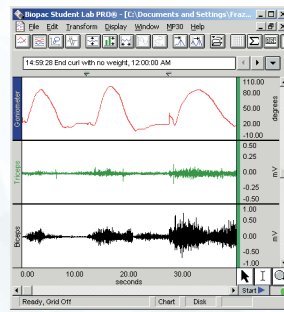 Biopac Student Lab PRO® - [C:\Documents and Settings\Fraz...
File Edit Transform Display Window MP30 Help
14:59:28 End curl with no weight, 12:00:00 AM
Goniometer
110.00
80.00
50.00
20.00
-10.00
degrees
Triceps
0.50
0.25
0.00
-0.25
-0.50
mV
Biceps
1.00
0.50
0.00
-0.50
-1.00
mV
0.00 10.00 20.00 30.00
seconds
Start
Ready, Grid Off Chart Disk